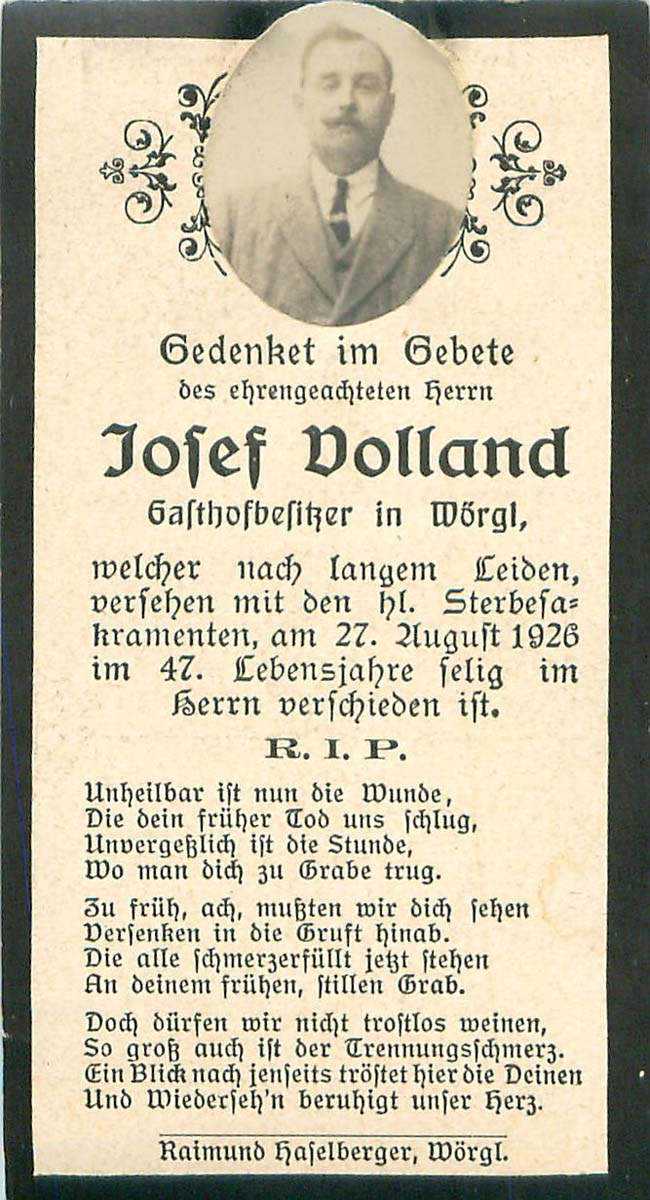 Gedenket im Gebete
des ehrengeachteten Herrn
Josef Volland
Gasthofbesitzer in Wörgl,
welcher nach langem Leiden,
versehen mit den hl. Sterbesa-
kramenten, am 27. August 1926
im 47. Lebensjahre selig im
Herrn verschieden ist.
R. I. P.
Unheilbar ist nun die Wunde,
Die dein früher Tod uns schlug,
Unvergeßlich ist die Stunde,
Wo man dich zu Grabe trug.
Zu früh, ach, mußten wir dich sehen
Versenken in die Gruft hinab.
Die alle schmerzerfüllt jetzt stehen
An deinem frühen, stillen Grab.
Doch dürfen wir nicht trostlos weinen,
So groß auch ist der Trennungsschmerz.
Ein Blick nach jenseits tröstet hier die Deinen
Und Wiederseh'n beruhigt unser Herz.
Raimund Haselberger, Wörgl.